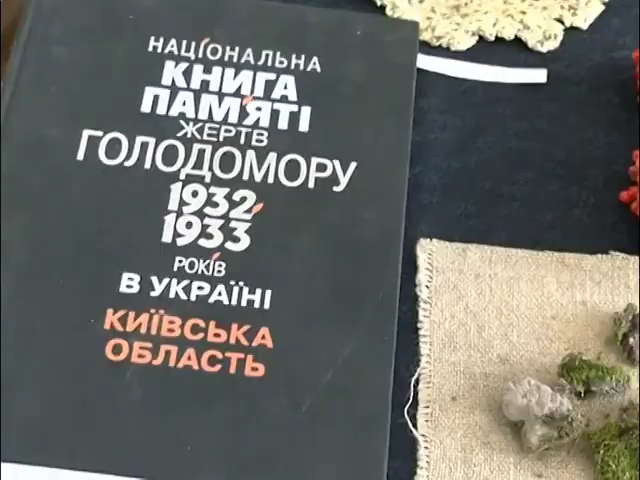 НАЦІОНАЛЬНА
КНИГА
ПАМ'ЯТІ
ЖЕРТВ
ГОЛОДОМОРУ
1932
1933
РОКІВ
В УКРАЇНІ
КИЇВСЬКА
ОБЛАСТЬ